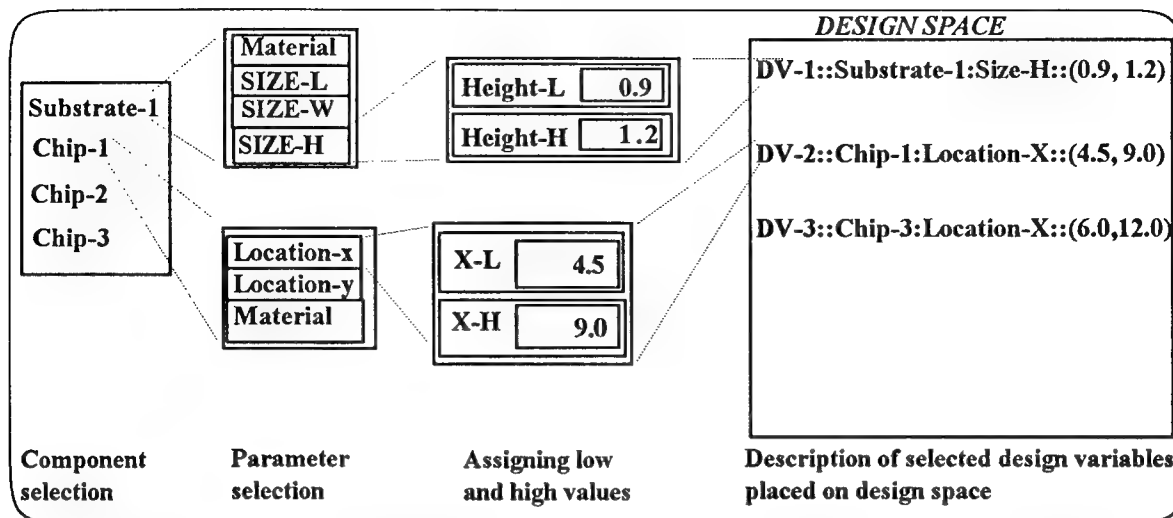 DESIGN SPACE
Substrate-1
Chip-1
Chip-2
Chip-3
Material
SIZE-L
SIZE-W
SIZE-H
Height-L 0.9
Height-H 1.2
Location-x
Location-y
Material
X-L 4.5
X-H 9.0
DV-1::Substrate-1:Size-H::(0.9, 1.2)
DV-2::Chip-1:Location-X::(4.5, 9.0)
DV-3::Chip-3:Location-X::(6.0,12.0)
Component
selection
Parameter
selection
Assigning low
and high values
Description of selected design variables
placed on design space